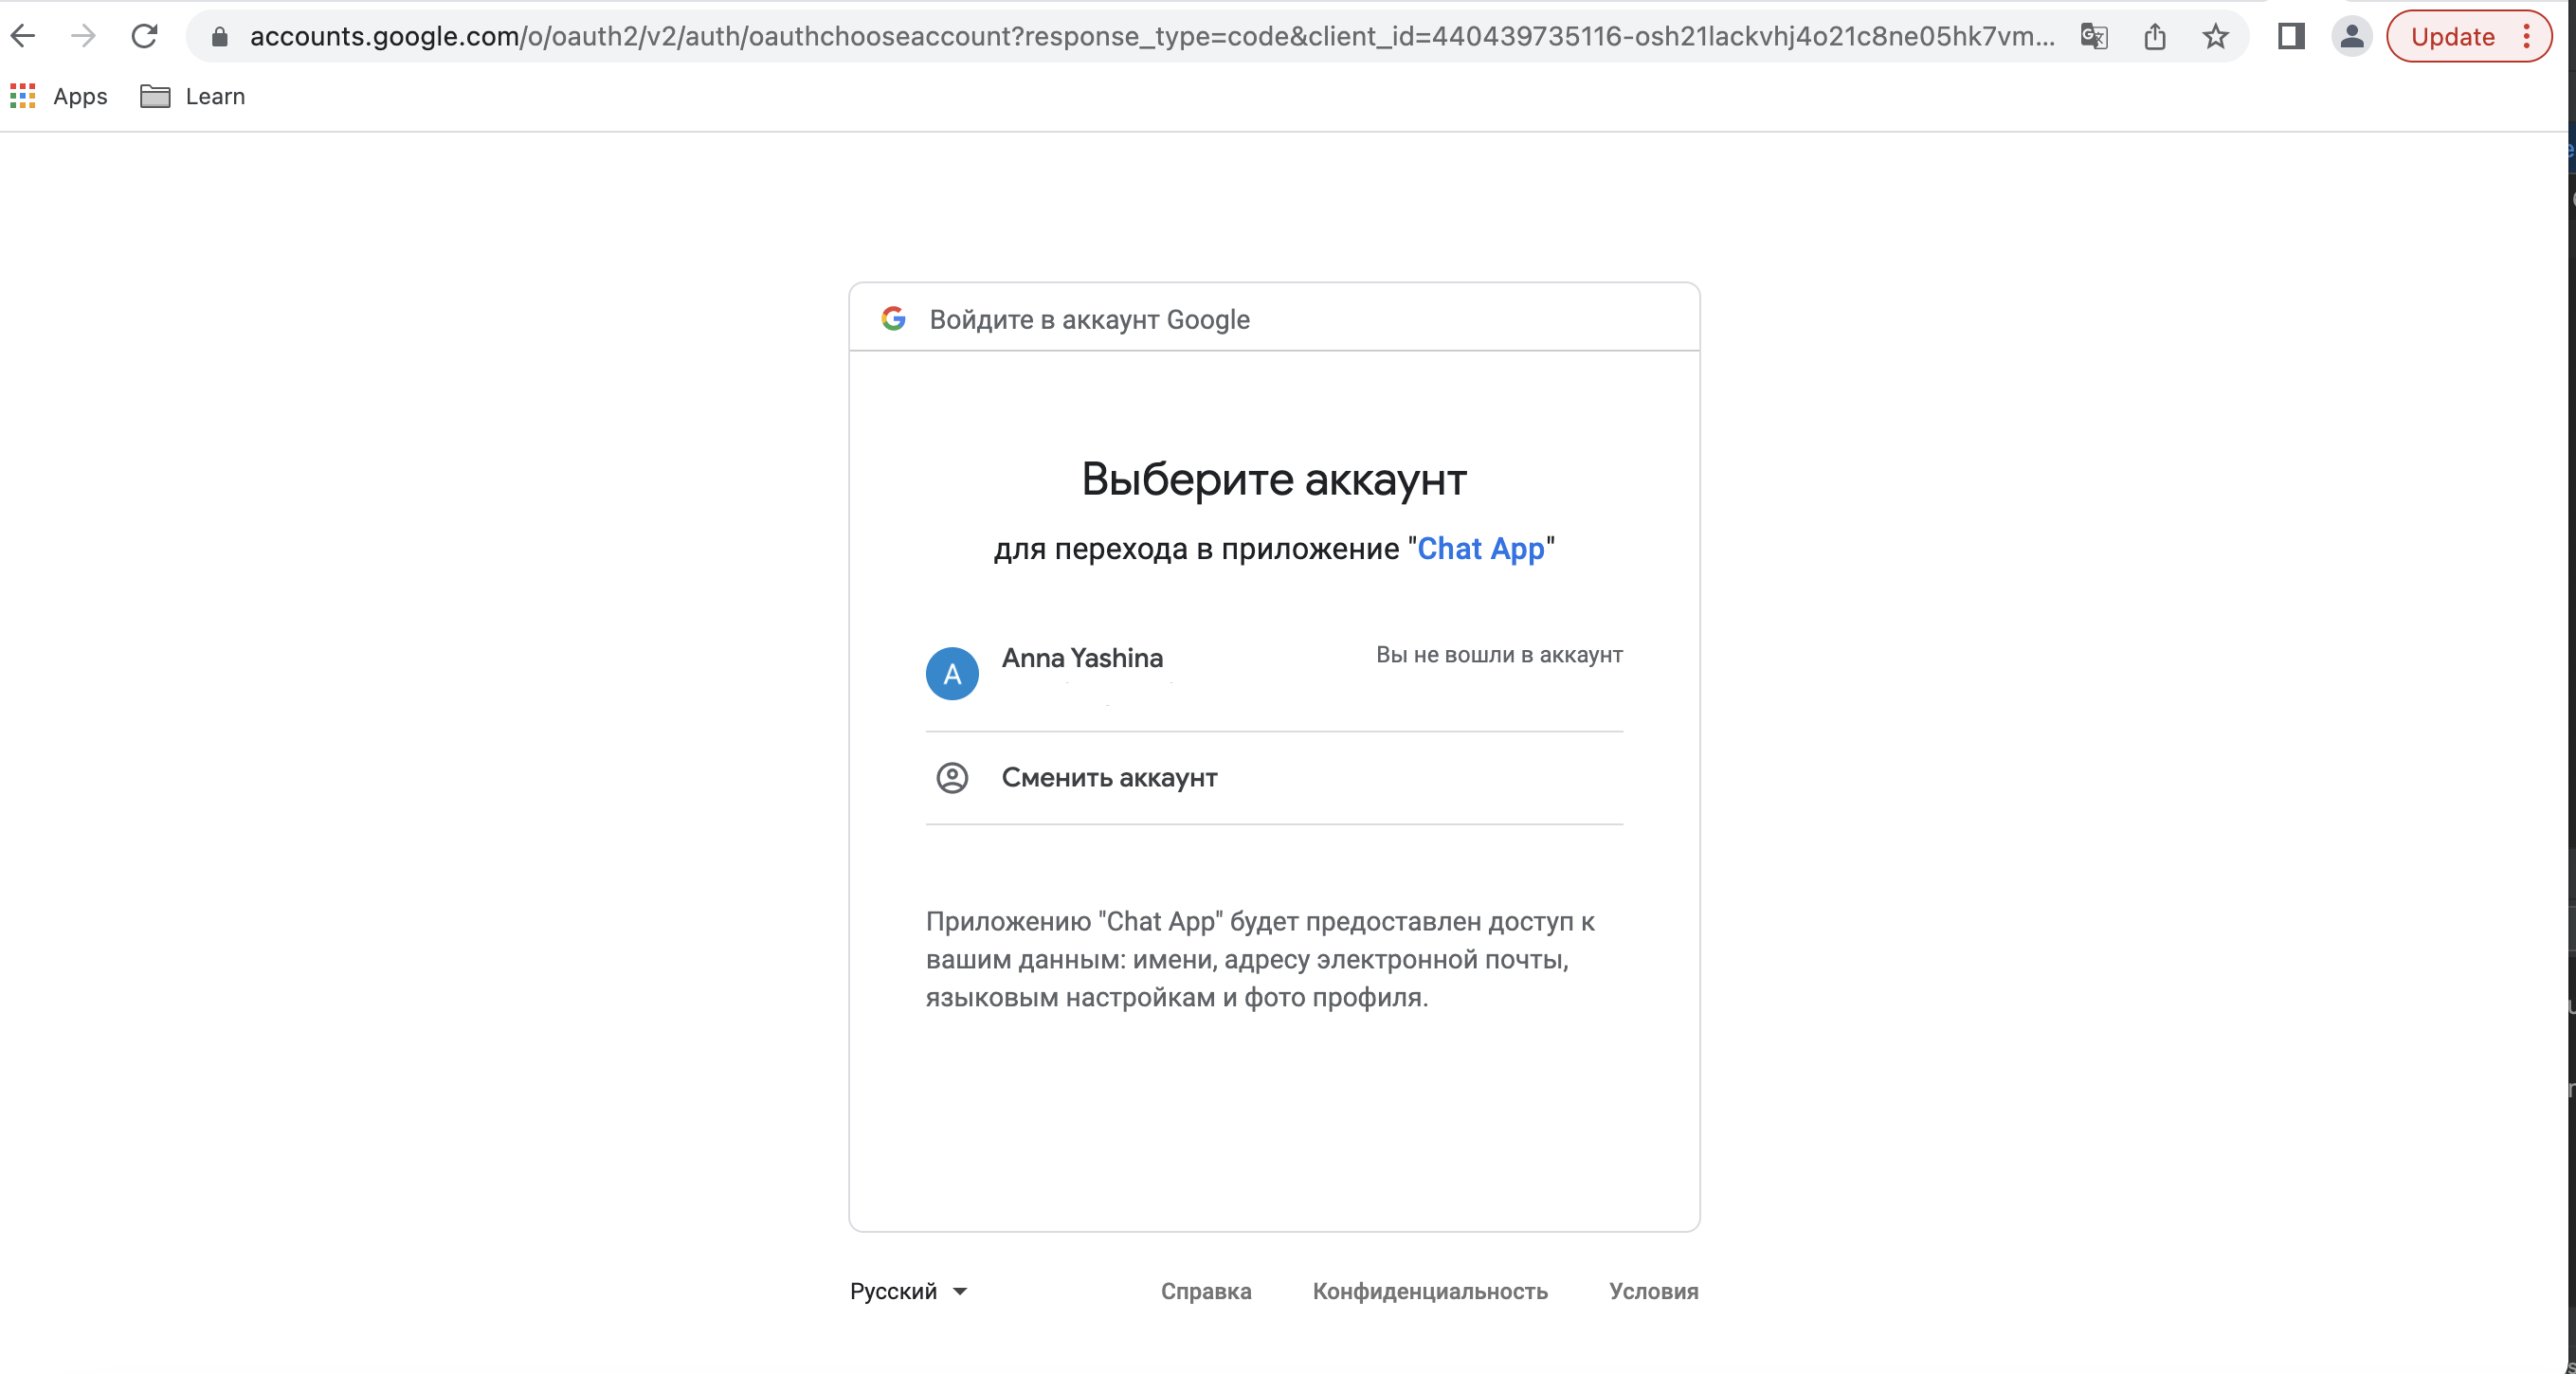 accounts.google.com/o/oauth2/v2/auth/oauthchooseaccount?response_type=code&client_id=440439735116-osh21lackvhj4o21c8ne05hk7vm...
Update
Apps
Learn
Войдите в аккаунт Google
Выберите аккаунт
для перехода в приложение "Chat App"
A
Anna Yashina
Вы не вошли в аккаунт
Сменить аккаунт
Приложению "Chat App" будет предоставлен доступ к
вашим данным: имени, адресу электронной почты,
языковым настройкам и фото профиля.
Русский
Справка
Конфиденциальность
Условия